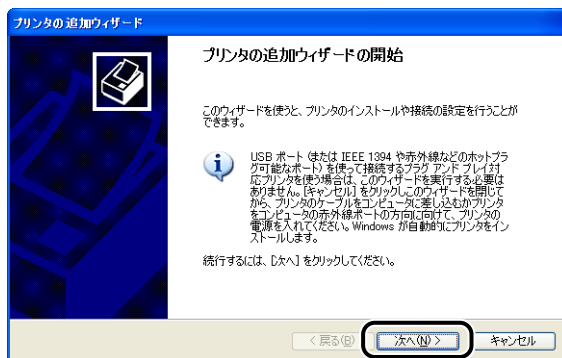 プリンタの追加ウィザード
プリンタの追加ウィザードの開始
このウィザードを使うと、プリンタのインストールや接続の設定を行うことが
できます。
USB ポート (または IEEE 1394 や赤外線などのホットプラ
グ可能なポート) を使って接続するプラグ アンド プレイ対
応プリンタを使う場合は、このウィザードを実行する必要は
ありません。[キャンセル] をクリックしこのウィザードを閉じて
から、プリンタのケーブルをコンピュータに差し込むかプリンタ
をコンピュータの赤外線ポートの方向に向けて、プリンタの
電源を入れてください。Windows が自動的にプリンタをイン
ストールします。
続行するには、[次へ] をクリックしてください。
< 戻る(B) 次へ(N) > キャンセル